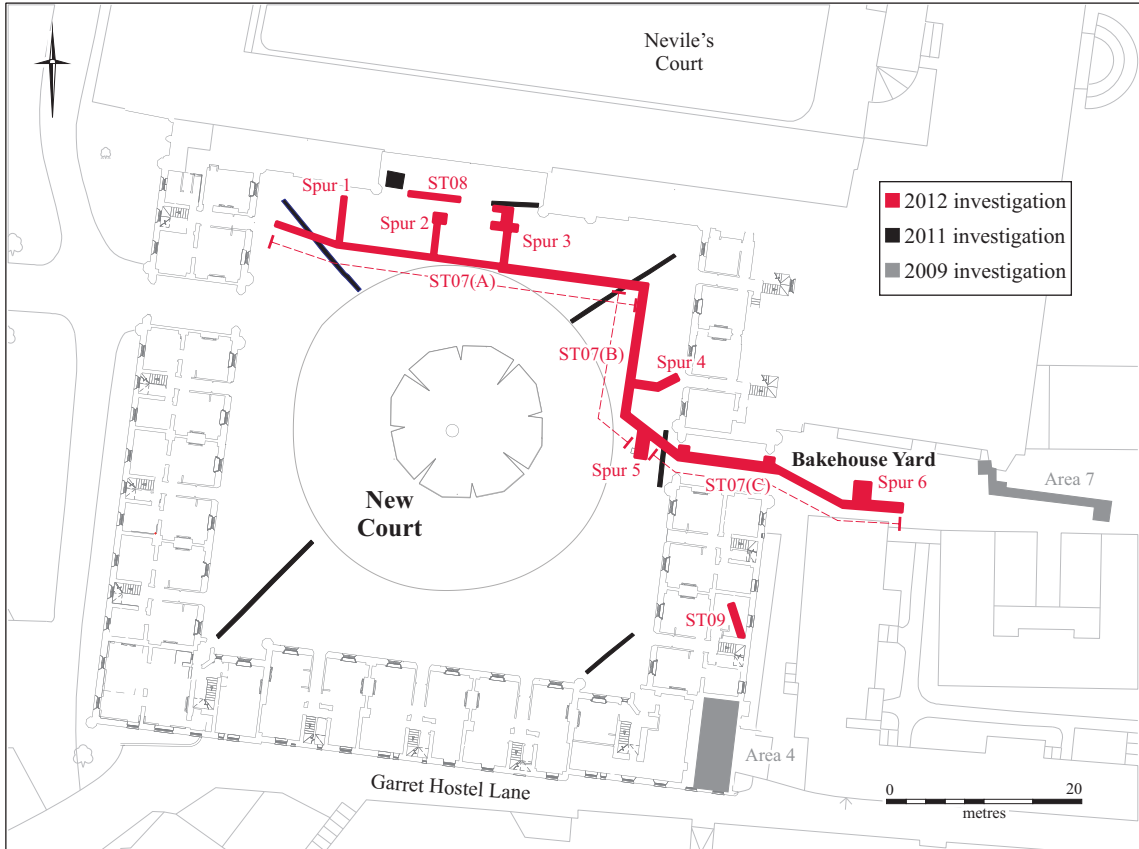 Nevile's
Court
2012 investigation
2011 investigation
2009 investigation
Spur 1
ST08
Spur 2
Spur 3
ST07(A)
ST07(B)
Spur 4
Spur 5
Bakehouse Yard
ST07(C)
Spur 6
Area 7
New
Court
ST09
Area 4
Garret Hostel Lane
0
20
metres